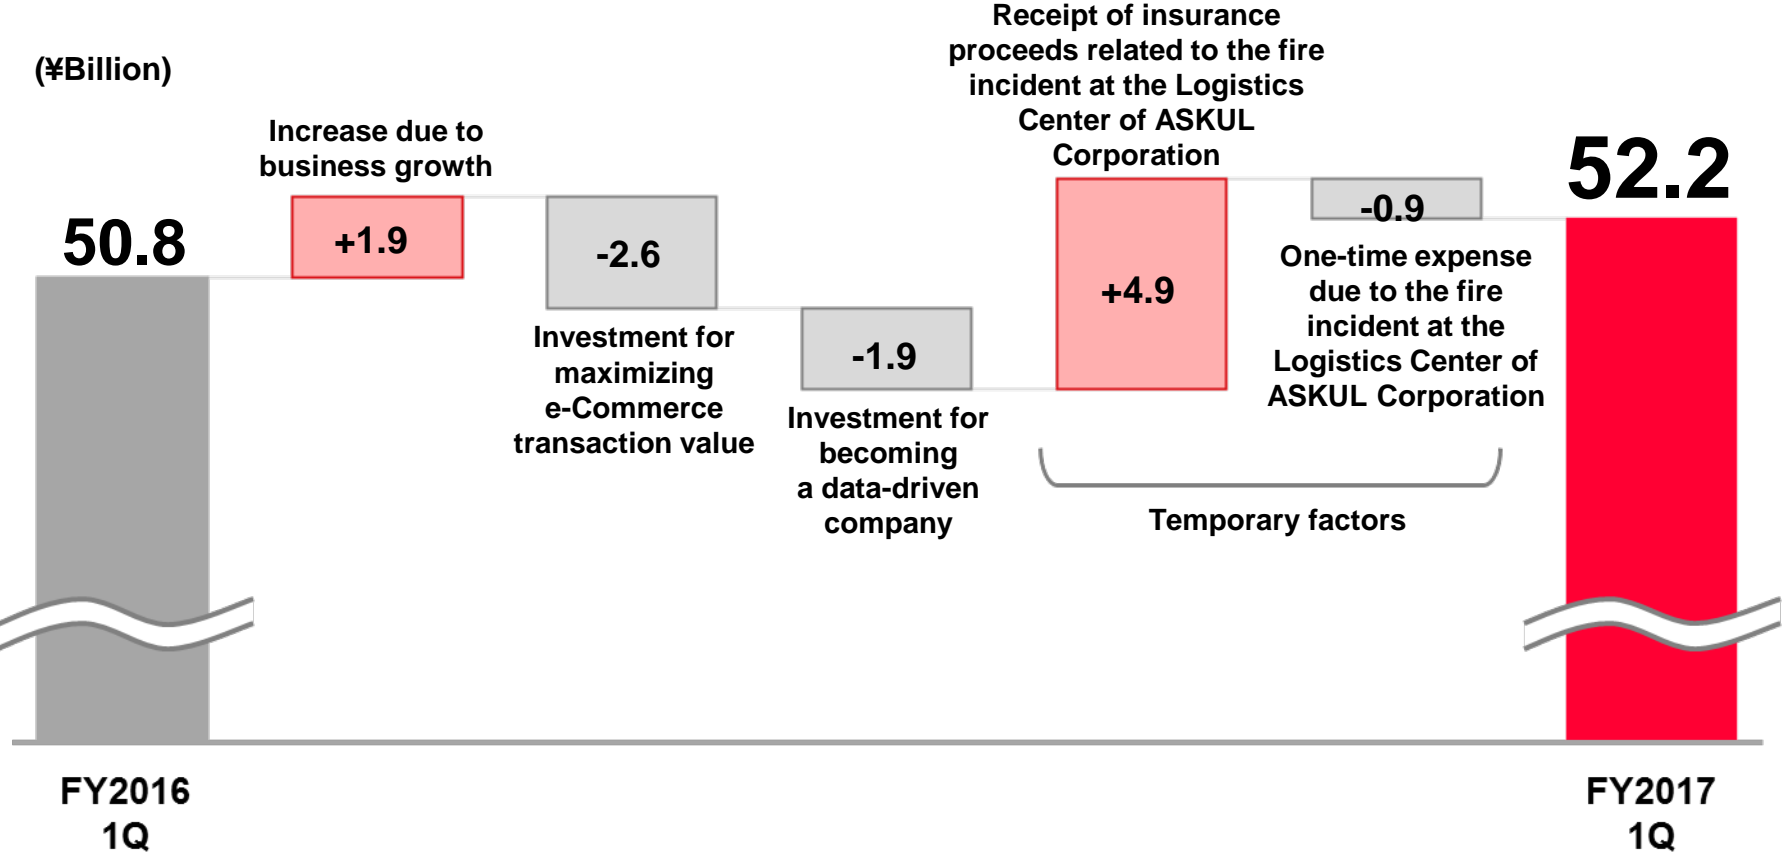 (¥Billion)
50.8
Increase due to
business growth
+1.9
-2.6
Investment for
maximizing
e-Commerce
transaction value
-1.9
Investment for
becoming
a data-driven
company
Receipt of insurance
proceeds related to the fire
incident at the Logistics
Center of ASKUL
Corporation
+4.9
-0.9
One-time expense
due to the fire
incident at the
Logistics Center of
ASKUL Corporation
Temporary factors
52.2
FY2016
1Q
FY2017
1Q